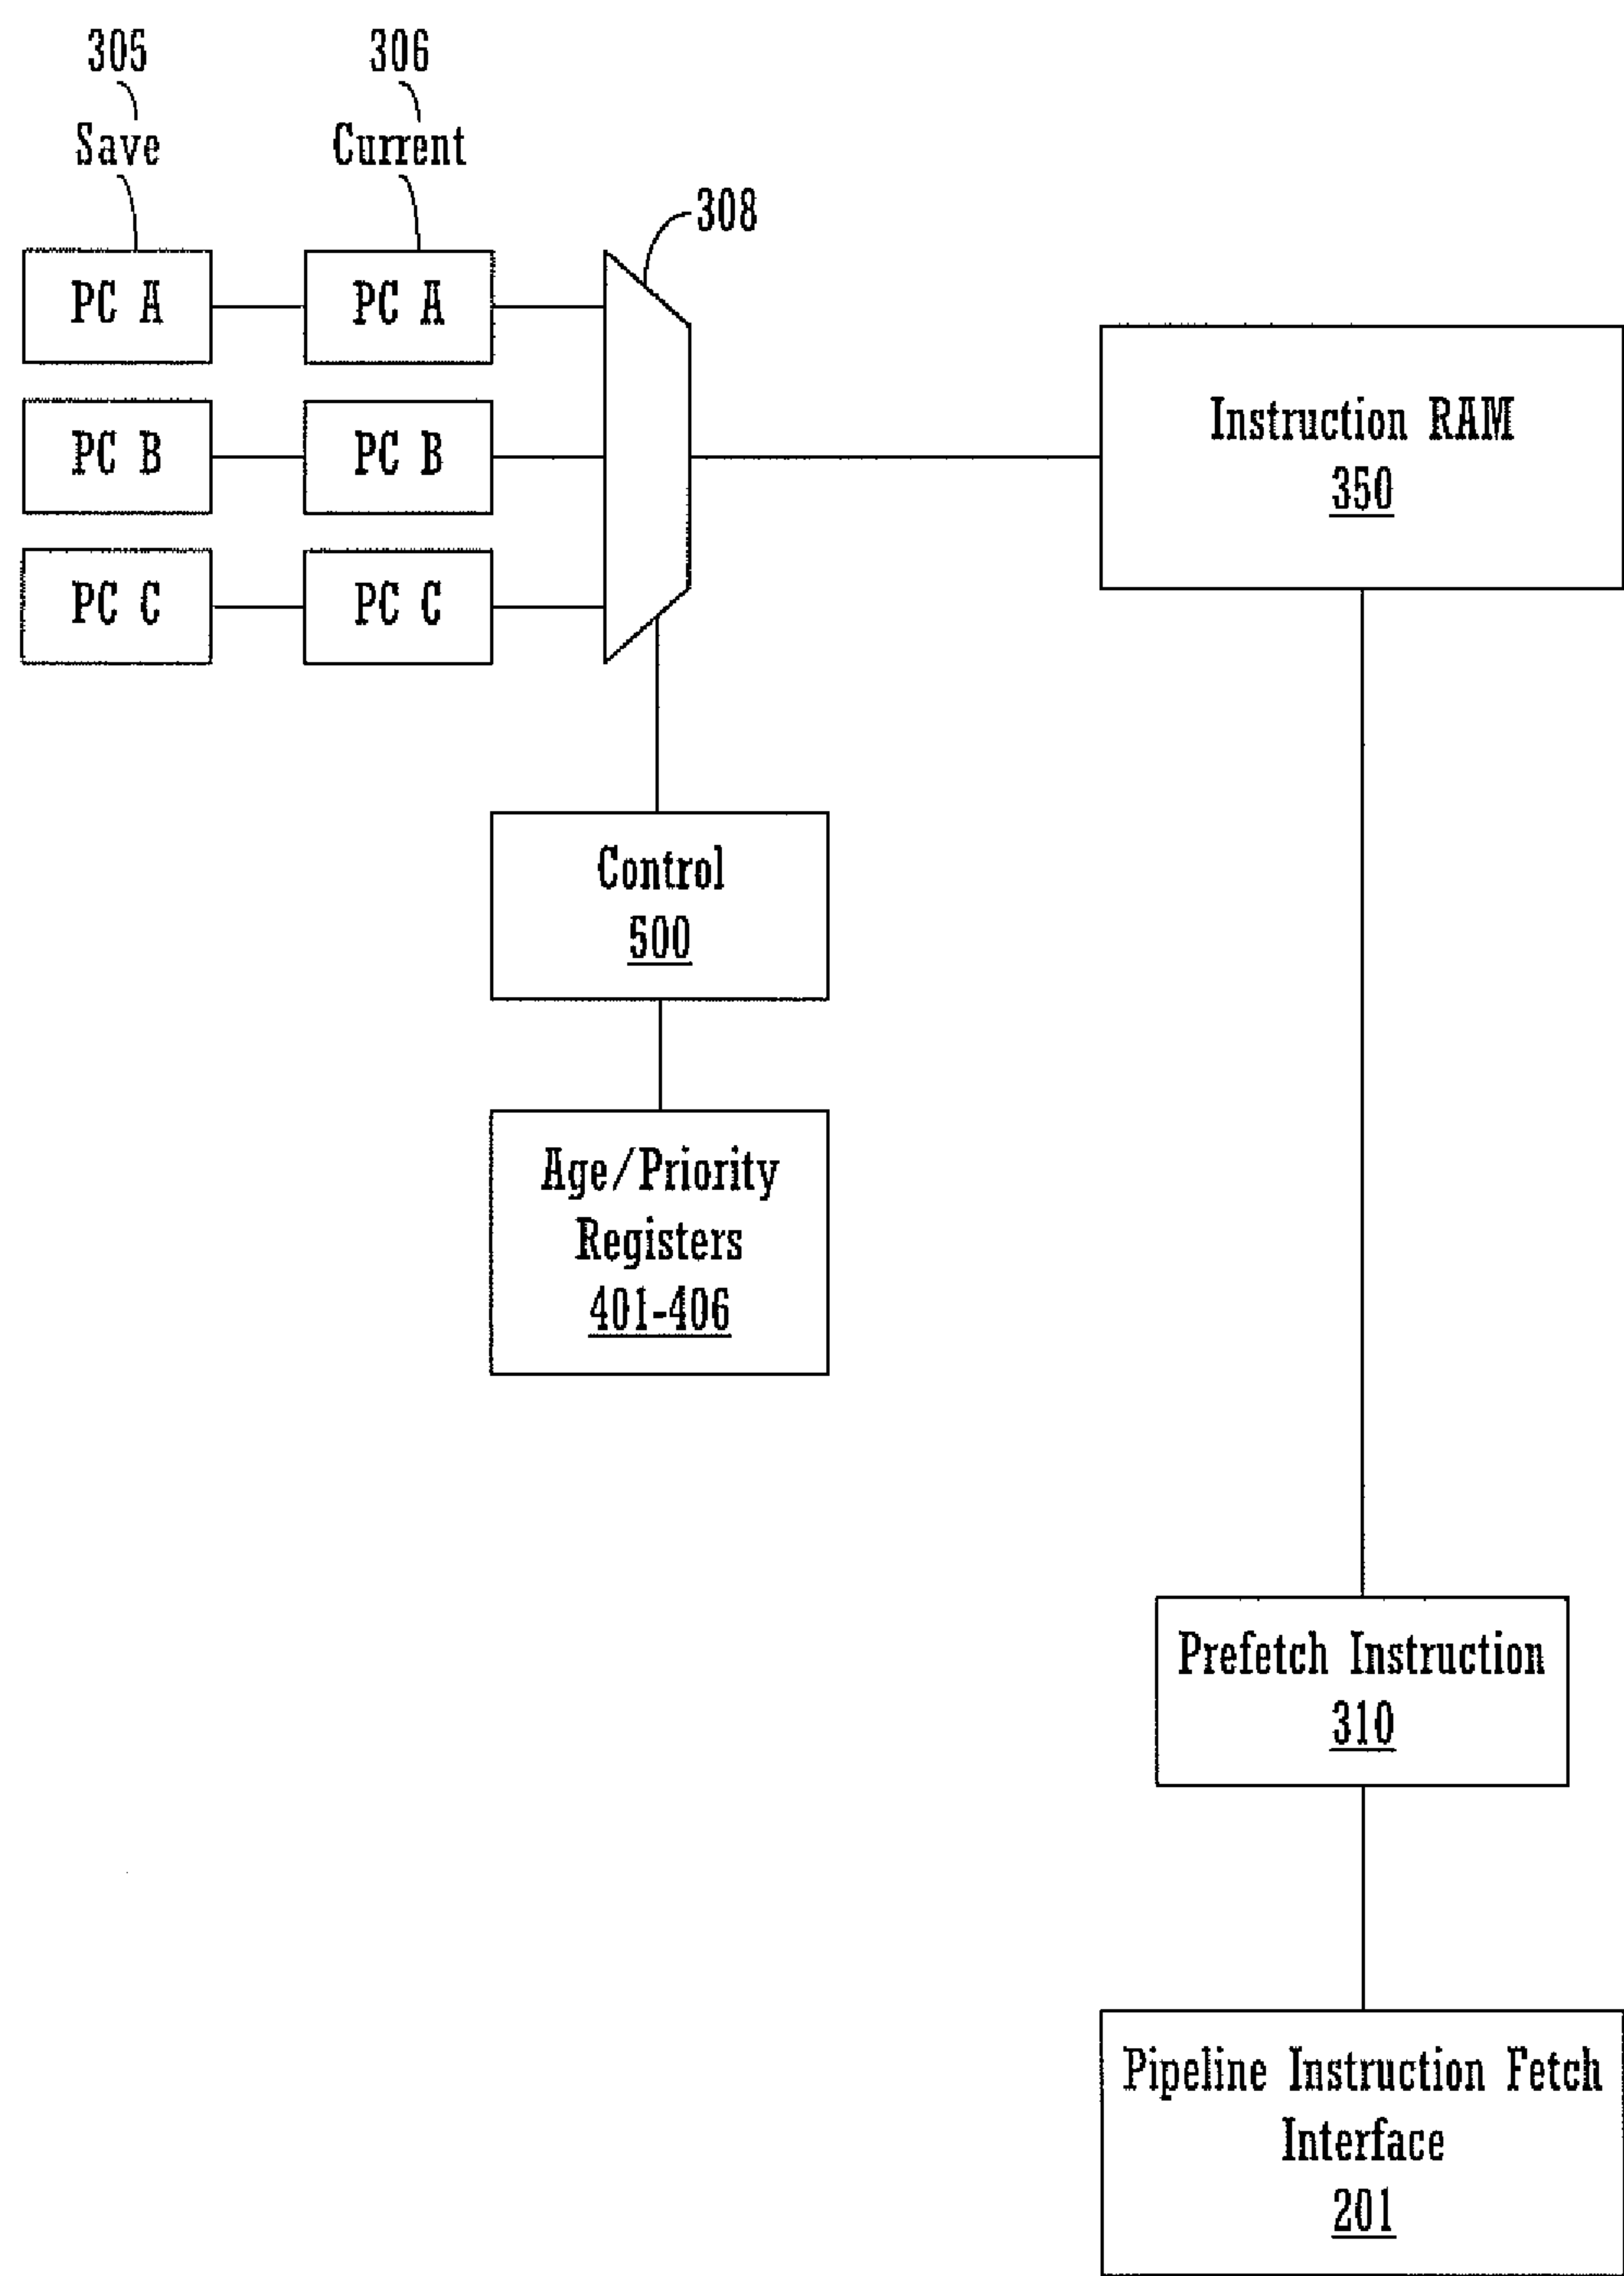 305
306
Save
Current
308
PC A
PC A
PC B
PC B
PC C
PC C
Instruction RAM
350
Control
500
Age/Priority
Registers
401-406
Prefetch Instruction
310
Pipeline Instruction Fetch
Interface
201